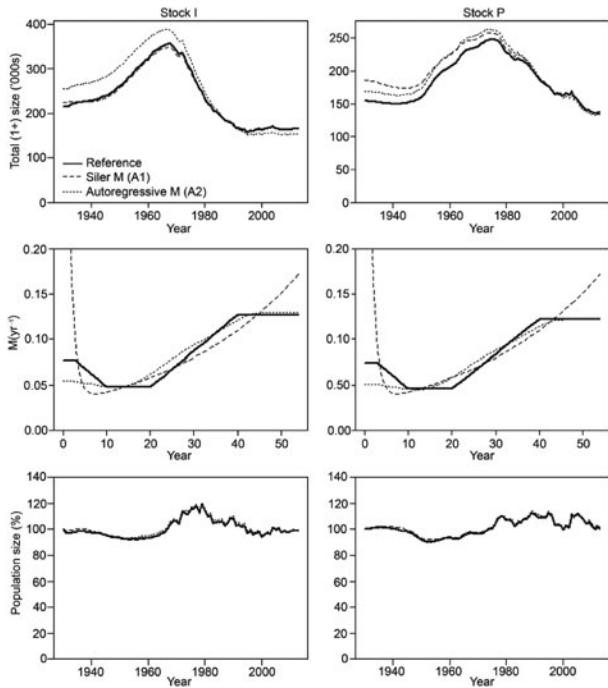 Stock I
Stock P
Total (1+) size ('000s)
400
300
200
100
0
Reference
Siler M (A1)
Autoregressive M (A2)
1940 1960 1980 2000
Year
250
200
150
100
50
0
1940 1960 1980 2000
Year
M(yr⁻¹)
0.20
0.15
0.10
0.05
0.00
0 10 20 30 40 50
Year
0.20
0.15
0.10
0.50
0.00
0 10 20 30 40 50
Year
Population size (%)
140
120
100
80
60
40
20
0
1940 1960 1980 2000
Year
140
120
100
80
60
40
20
0
1940 1960 1980 2000
Year